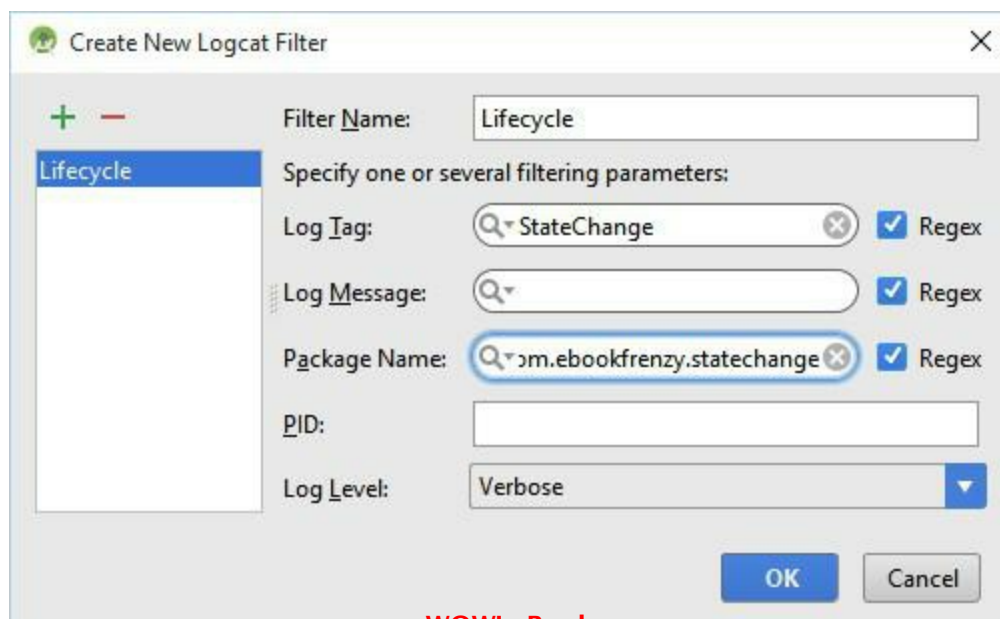 Create New Logcat Filter
Filter Name: Lifecycle
Lifecycle
Specify one or several filtering parameters:
Log Tag: StateChange Regex
Log Message: Regex
Package Name: om.ebookfrenzy.statechange Regex
PID:
Log Level: Verbose
OK Cancel